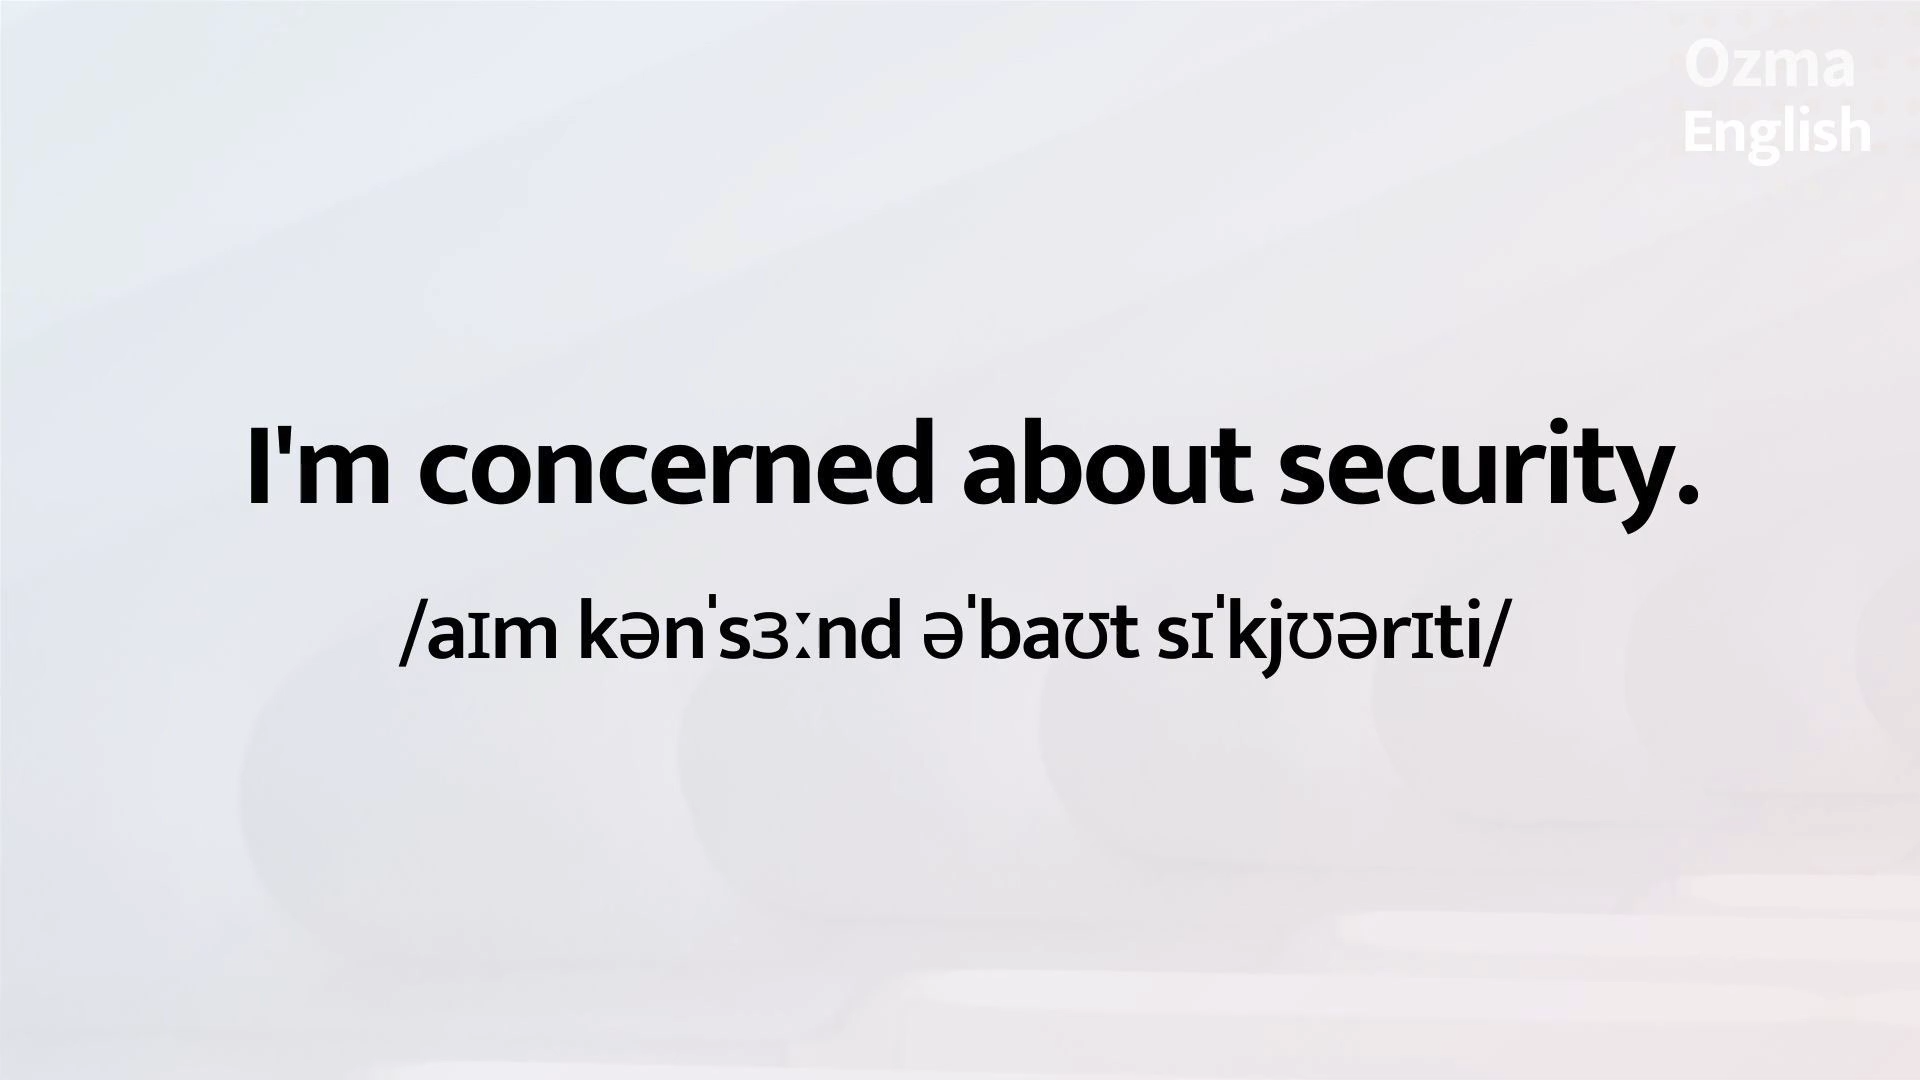 Ozma
English
I'm concerned about security.
/aɪm kənˈsɜːnd əˈbaʊt sɪˈkjʊərɪti/